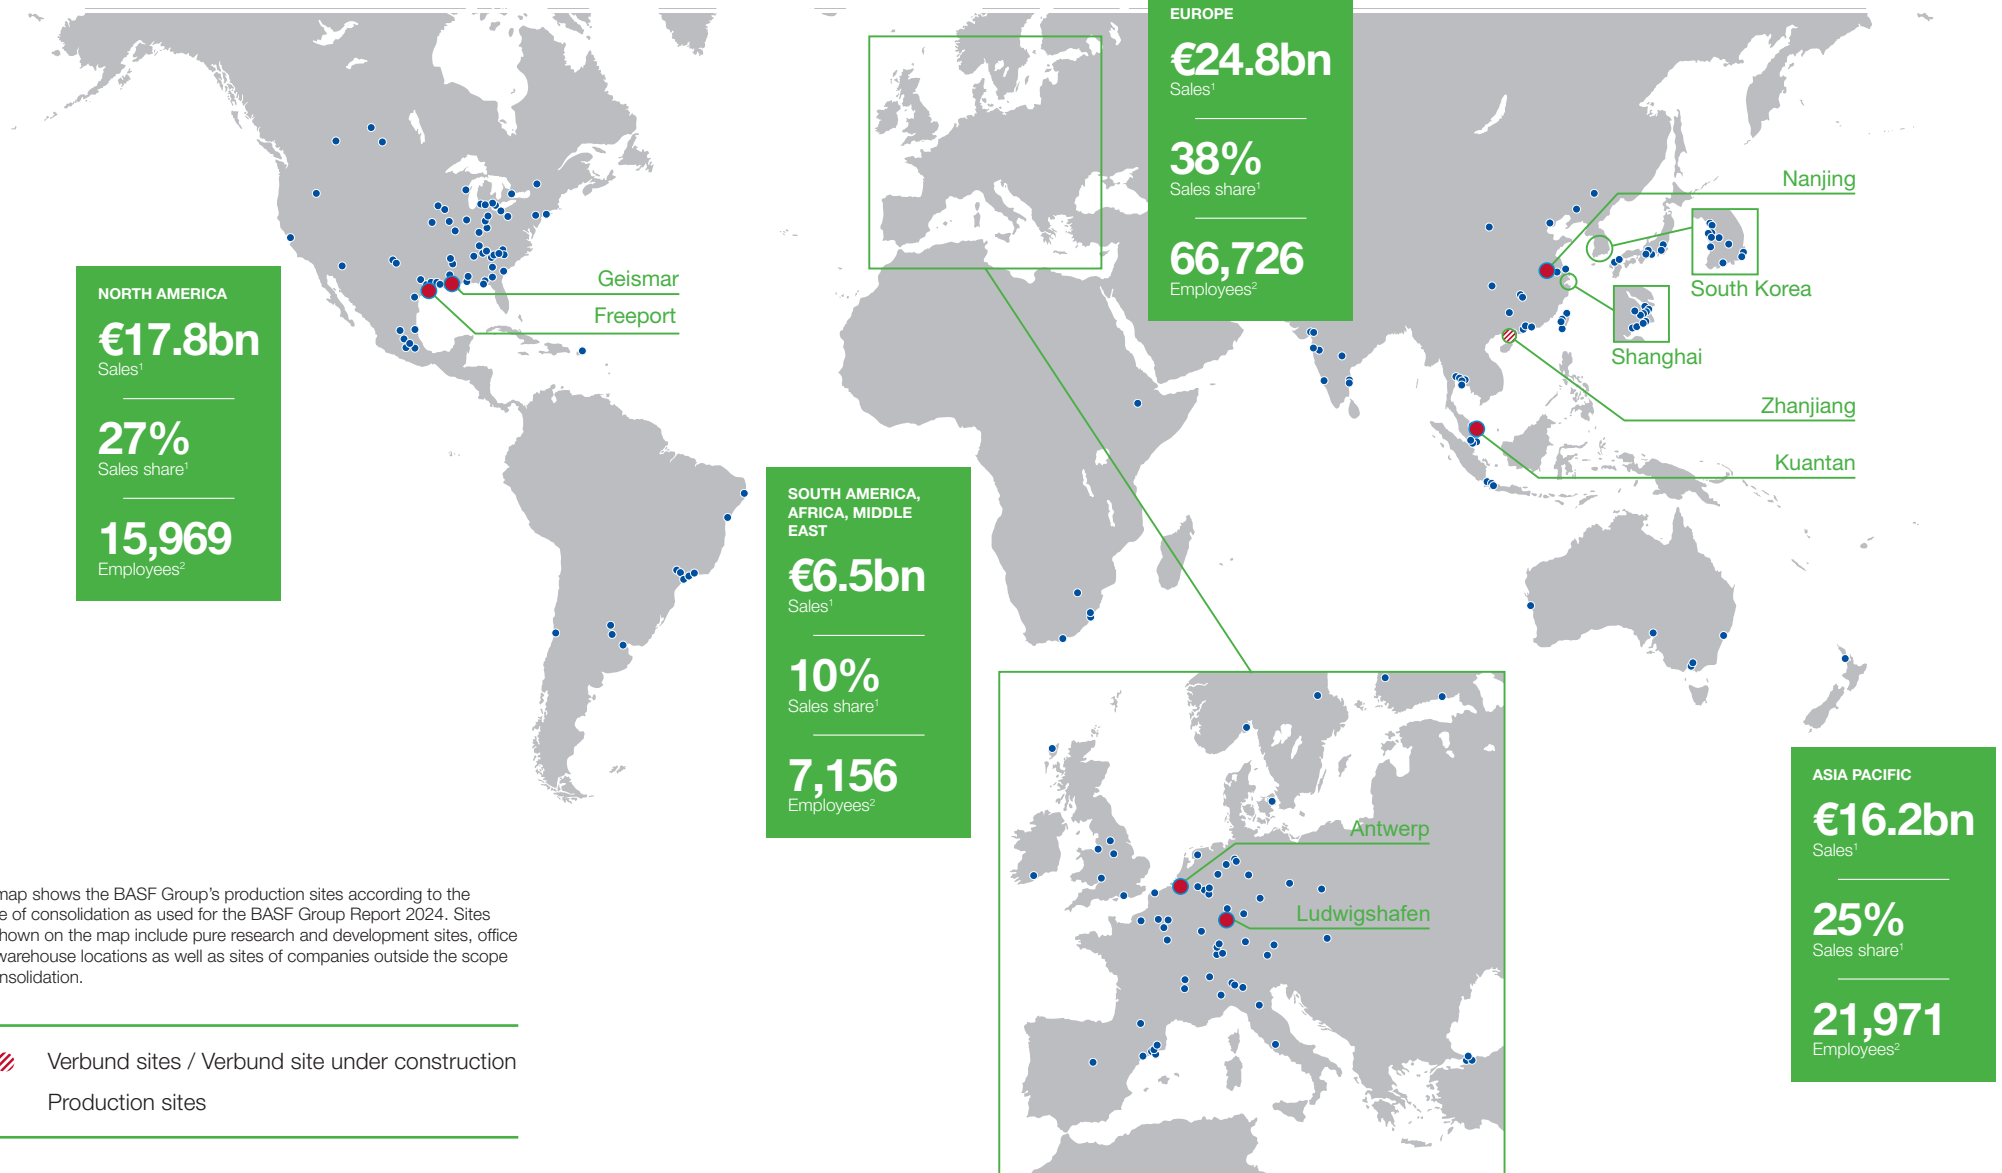 EUROPE
€24.8bn
Sales¹
38%
Sales share¹
66,726
Employees²
Nanjing
South Korea
Shanghai
Zhanjiang
Kuantan
Geismar
Freeport
NORTH AMERICA
€17.8bn
Sales¹
27%
Sales share¹
15,969
Employees²
SOUTH AMERICA,
AFRICA, MIDDLE
EAST
€6.5bn
Sales¹
10%
Sales share¹
7,156
Employees²
Antwerp
Ludwigshafen
ASIA PACIFIC
€16.2bn
Sales¹
25%
Sales share¹
21,971
Employees²
map shows the BASF Group's production sites according to the
e of consolidation as used for the BASF Group Report 2024. Sites
hown on the map include pure research and development sites, office
warehouse locations as well as sites of companies outside the scope
nsolidation.
Verbund sites / Verbund site under construction
Production sites